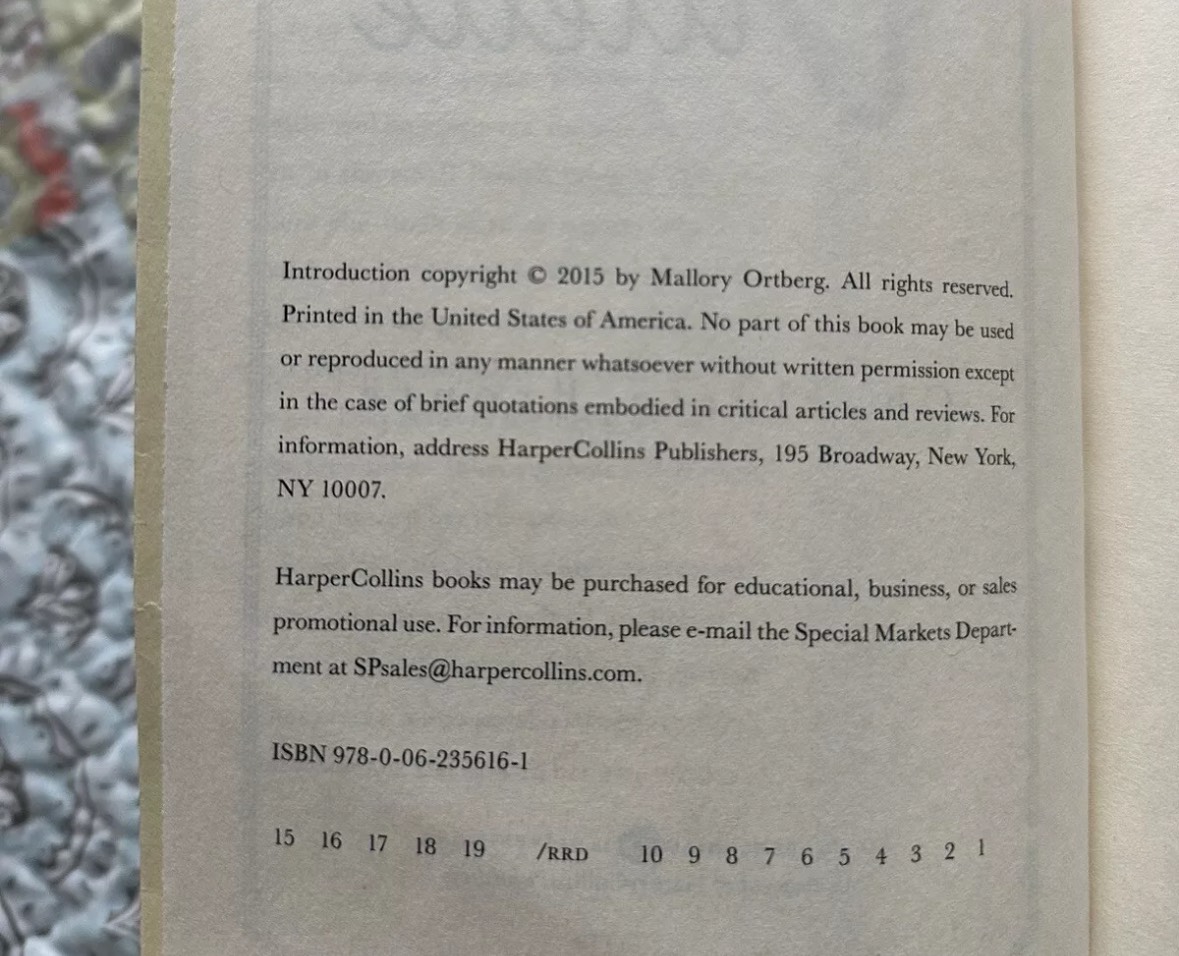 Introduction copyright © 2015 by Mallory Ortberg. All rights reserved.
Printed in the United States of America. No part of this book may be used
or reproduced in any manner whatsoever without written permission except
in the case of brief quotations embodied in critical articles and reviews. For
information, address HarperCollins Publishers, 195 Broadway, New York,
NY 10007.
HarperCollins books may be purchased for educational, business, or sales
promotional use. For information, please e-mail the Special Markets Depart-
ment at SPsales@harpercollins.com.
ISBN 978-0-06-235616-1
15 16 17 18 19 /RRD 10 9 8 7 6 5 4 3 2 1